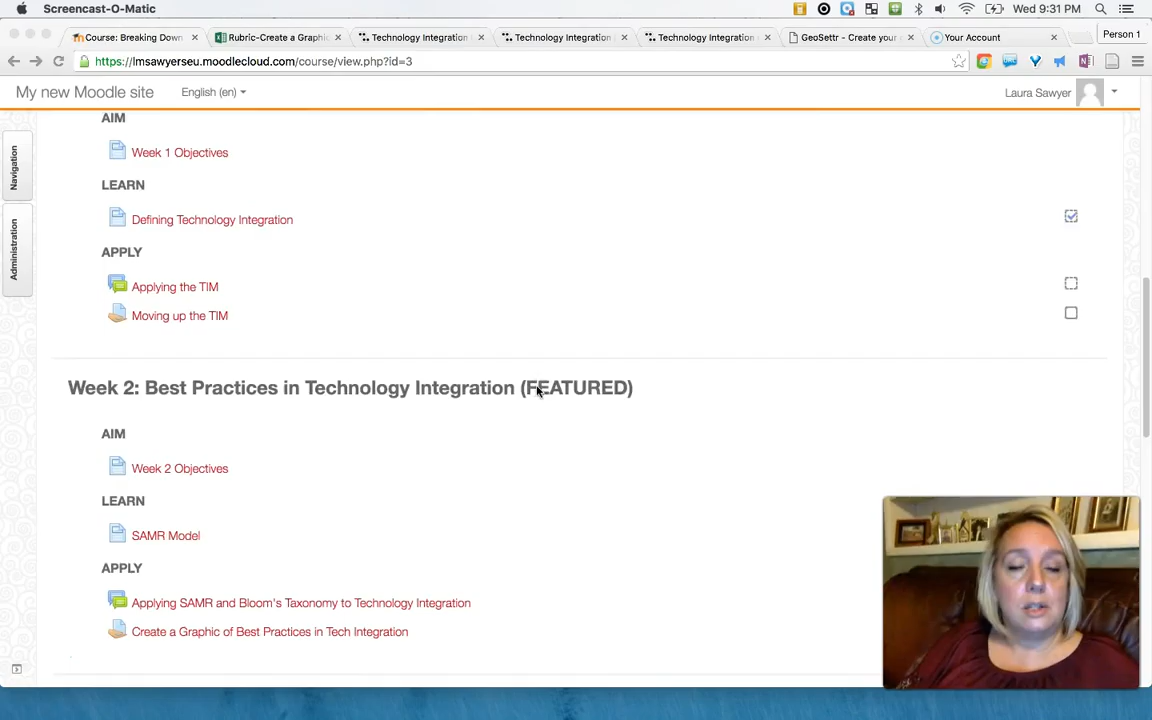 Screencast-O-Matic
Wed 9:31 PM
Course: Breaking Down
Rubric-Create a Graphic
Technology Integration
Technology Integration
Technology Integration
GeoSettr - Create your a
Your Account
Person 1
https://lmsawyerseu.moodlecloud.com/course/view.php?id=3
My new Moodle site
English (en)
Laura Sawyer
Navigation
Administration
AIM
Week 1 Objectives
LEARN
Defining Technology Integration
APPLY
Applying the TIM
Moving up the TIM
Week 2: Best Practices in Technology Integration (FEATURED)
AIM
Week 2 Objectives
LEARN
SAMR Model
APPLY
Applying SAMR and Bloom's Taxonomy to Technology Integration
Create a Graphic of Best Practices in Tech Integration